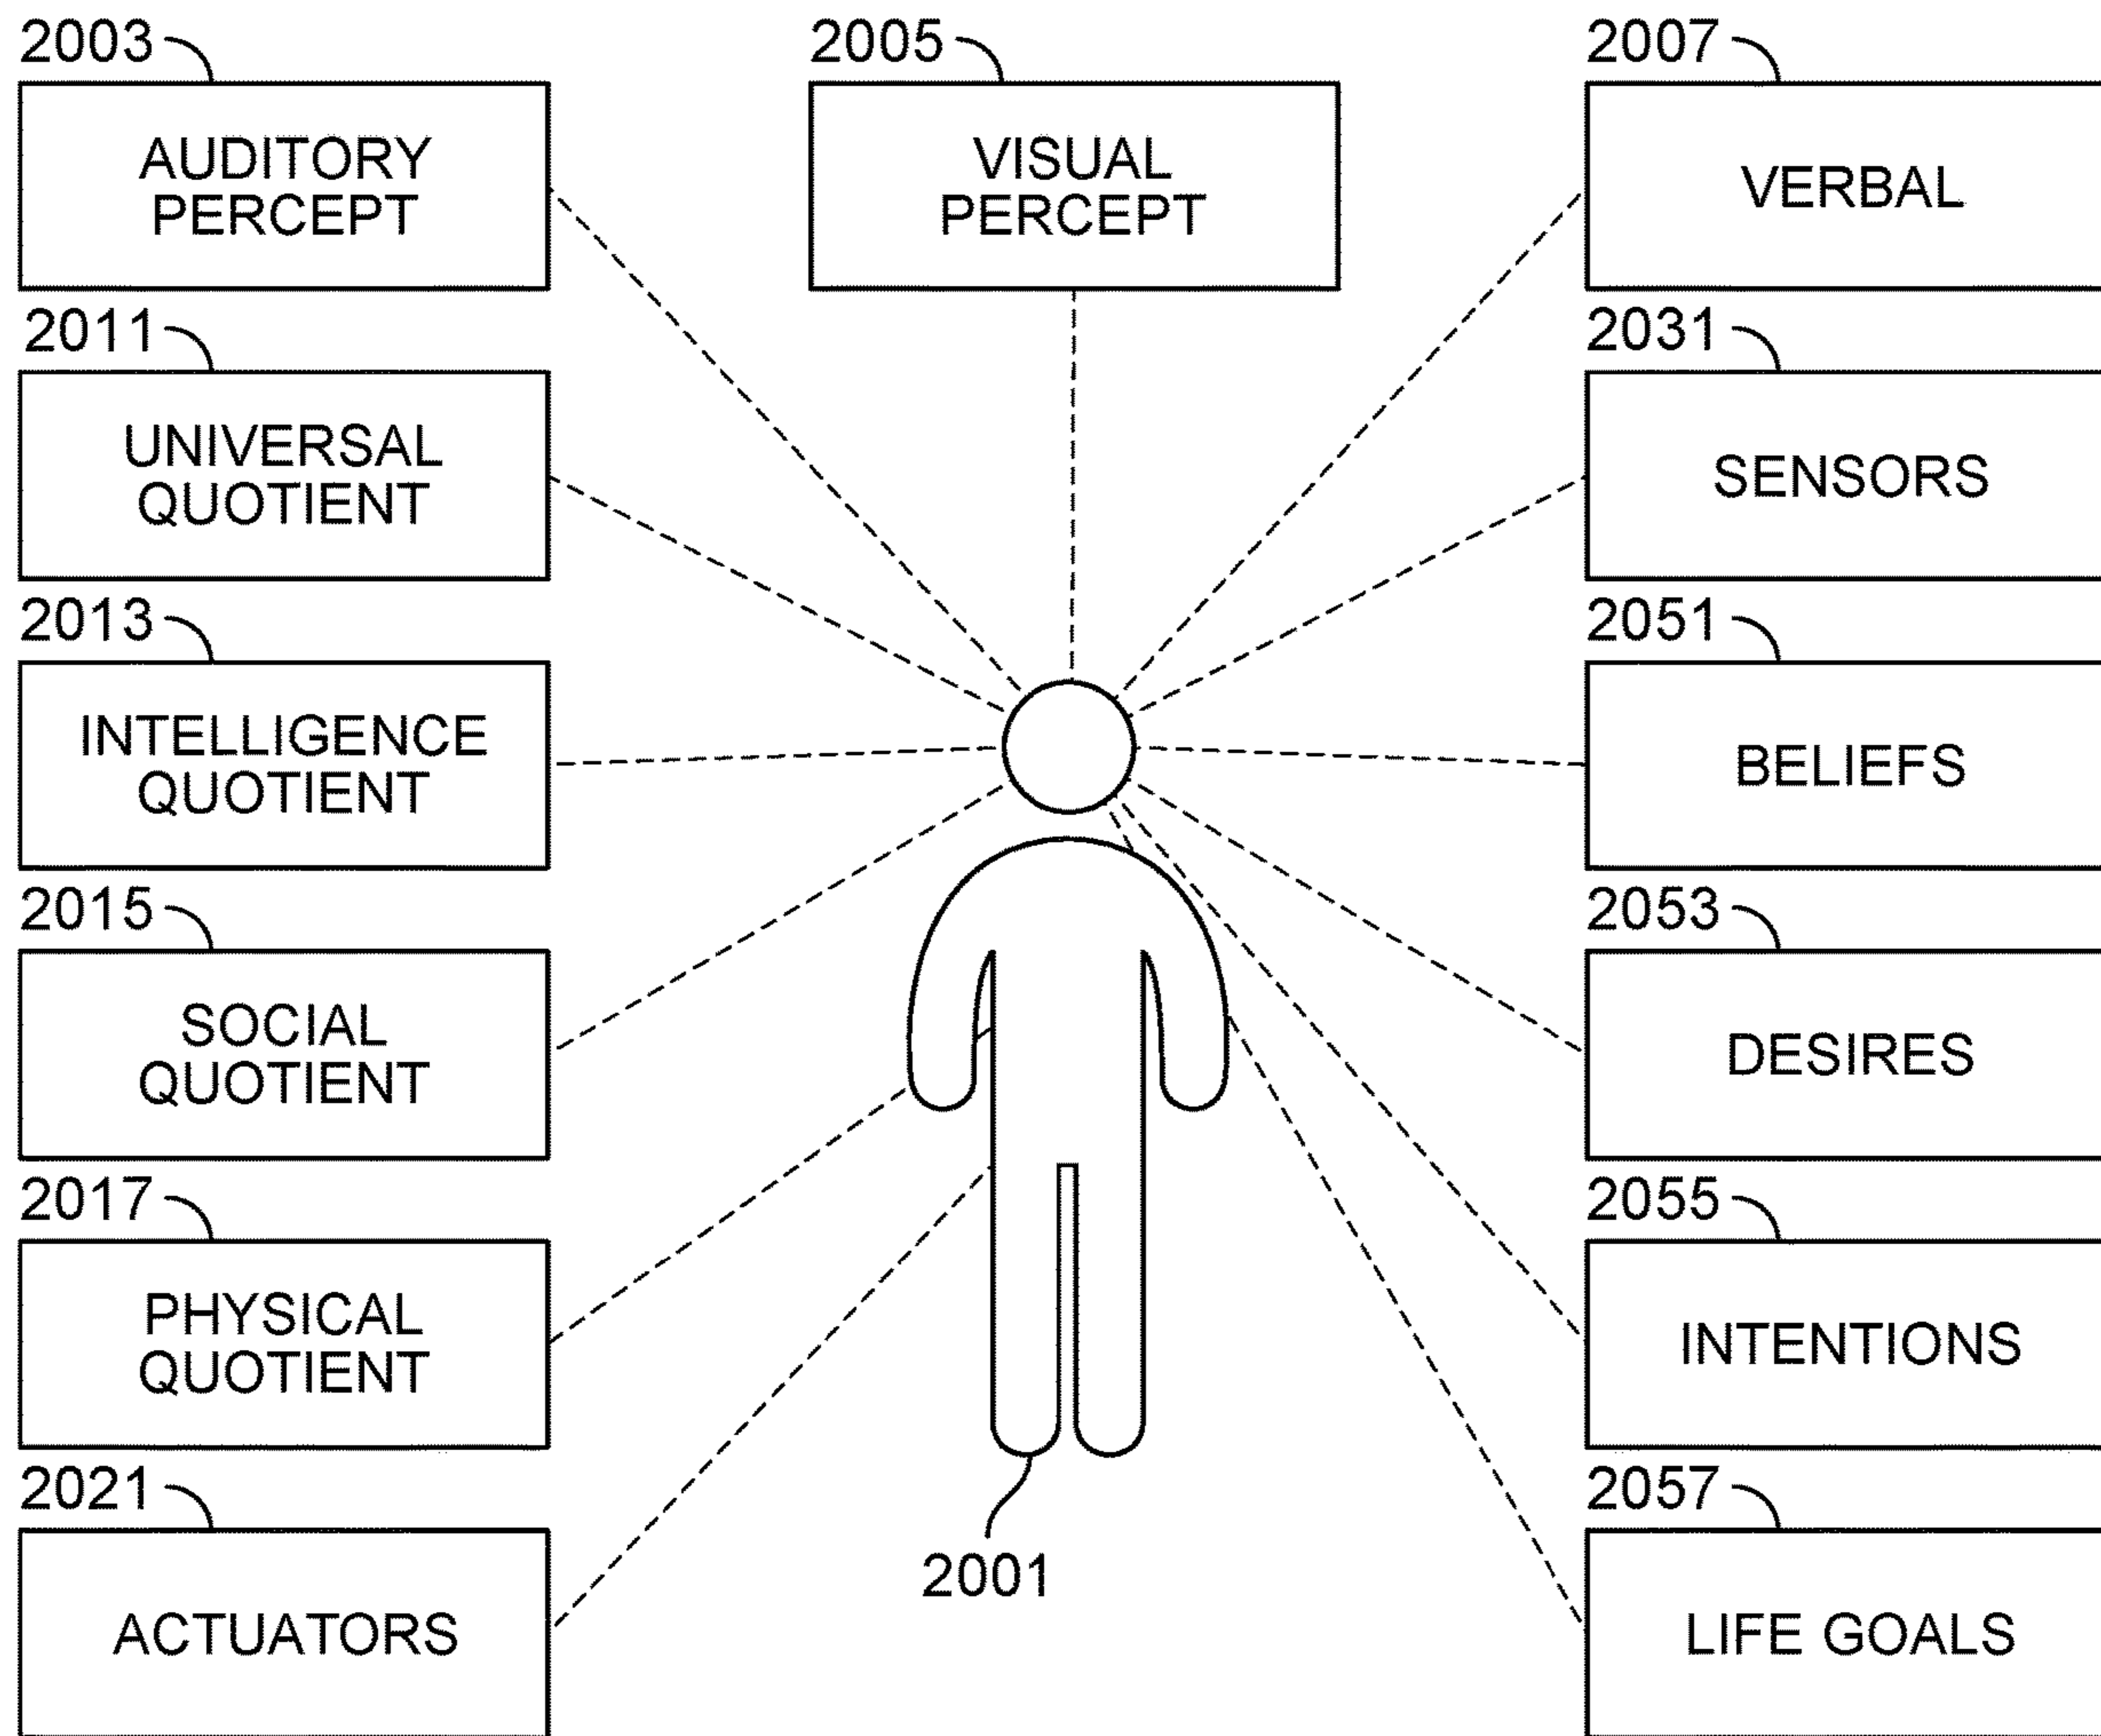 2003
AUDITORY
PERCEPT
2005
VISUAL
PERCEPT
2007
VERBAL
2011
UNIVERSAL
QUOTIENT
2031
SENSORS
2013
INTELLIGENCE
QUOTIENT
2051
BELIEFS
2015
SOCIAL
QUOTIENT
2053
DESIRES
2017
PHYSICAL
QUOTIENT
2055
INTENTIONS
2021
ACTUATORS
2057
LIFE GOALS
2001